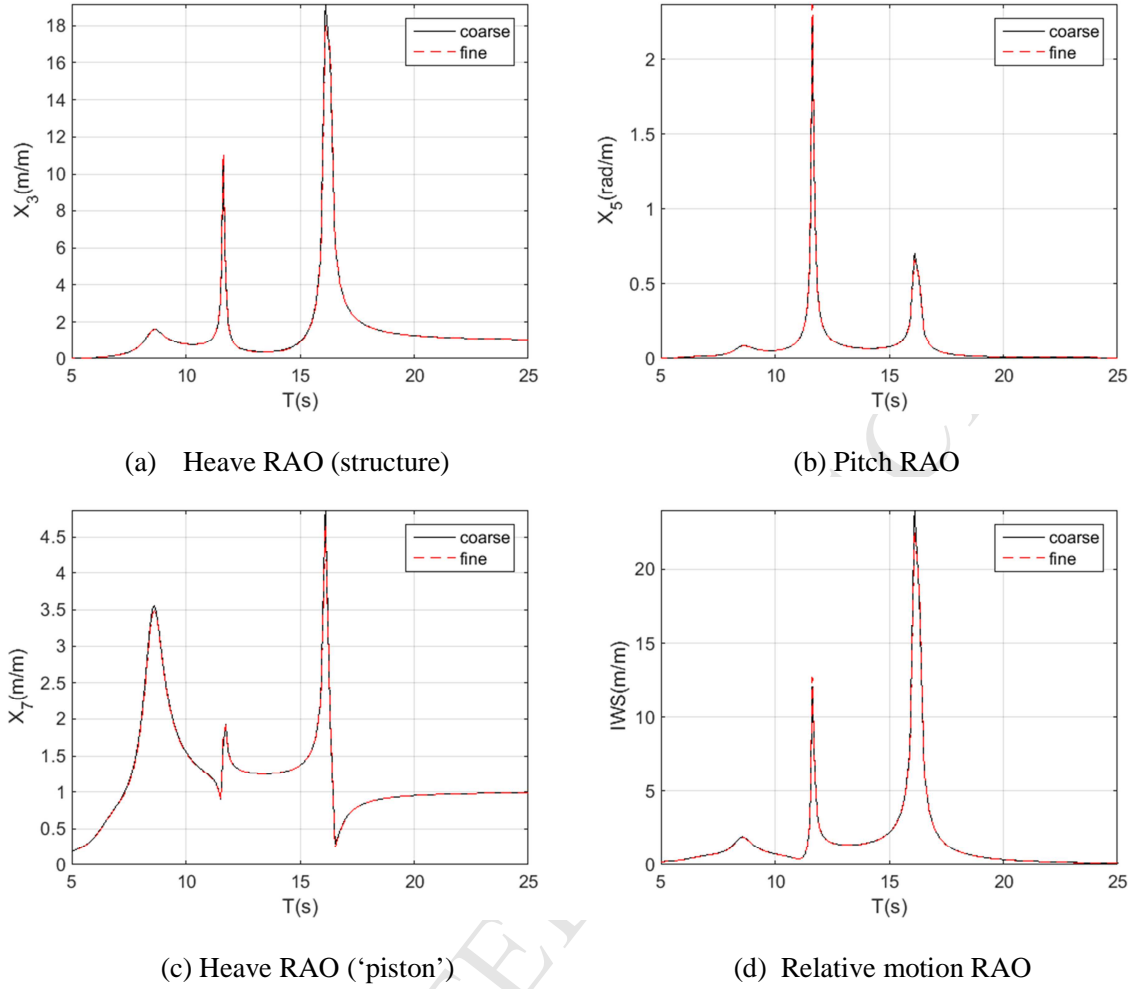 18
16
14
12
10
8
6
4
2
0
X3(m/m)
5 10 15 20 25
T(s)
coarse
fine
(a) Heave RAO (structure)
2
1.5
1
0.5
0
X5(rad/m)
5 10 15 20 25
T(s)
coarse
fine
(b) Pitch RAO
4.5
4
3.5
3
2.5
2
1.5
1
0.5
0
X7(m/m)
5 10 15 20 25
T(s)
coarse
fine
(c) Heave RAO (‘piston’)
20
15
10
5
0
IWS(m/m)
5 10 15 20 25
T(s)
coarse
fine
(d) Relative motion RAO